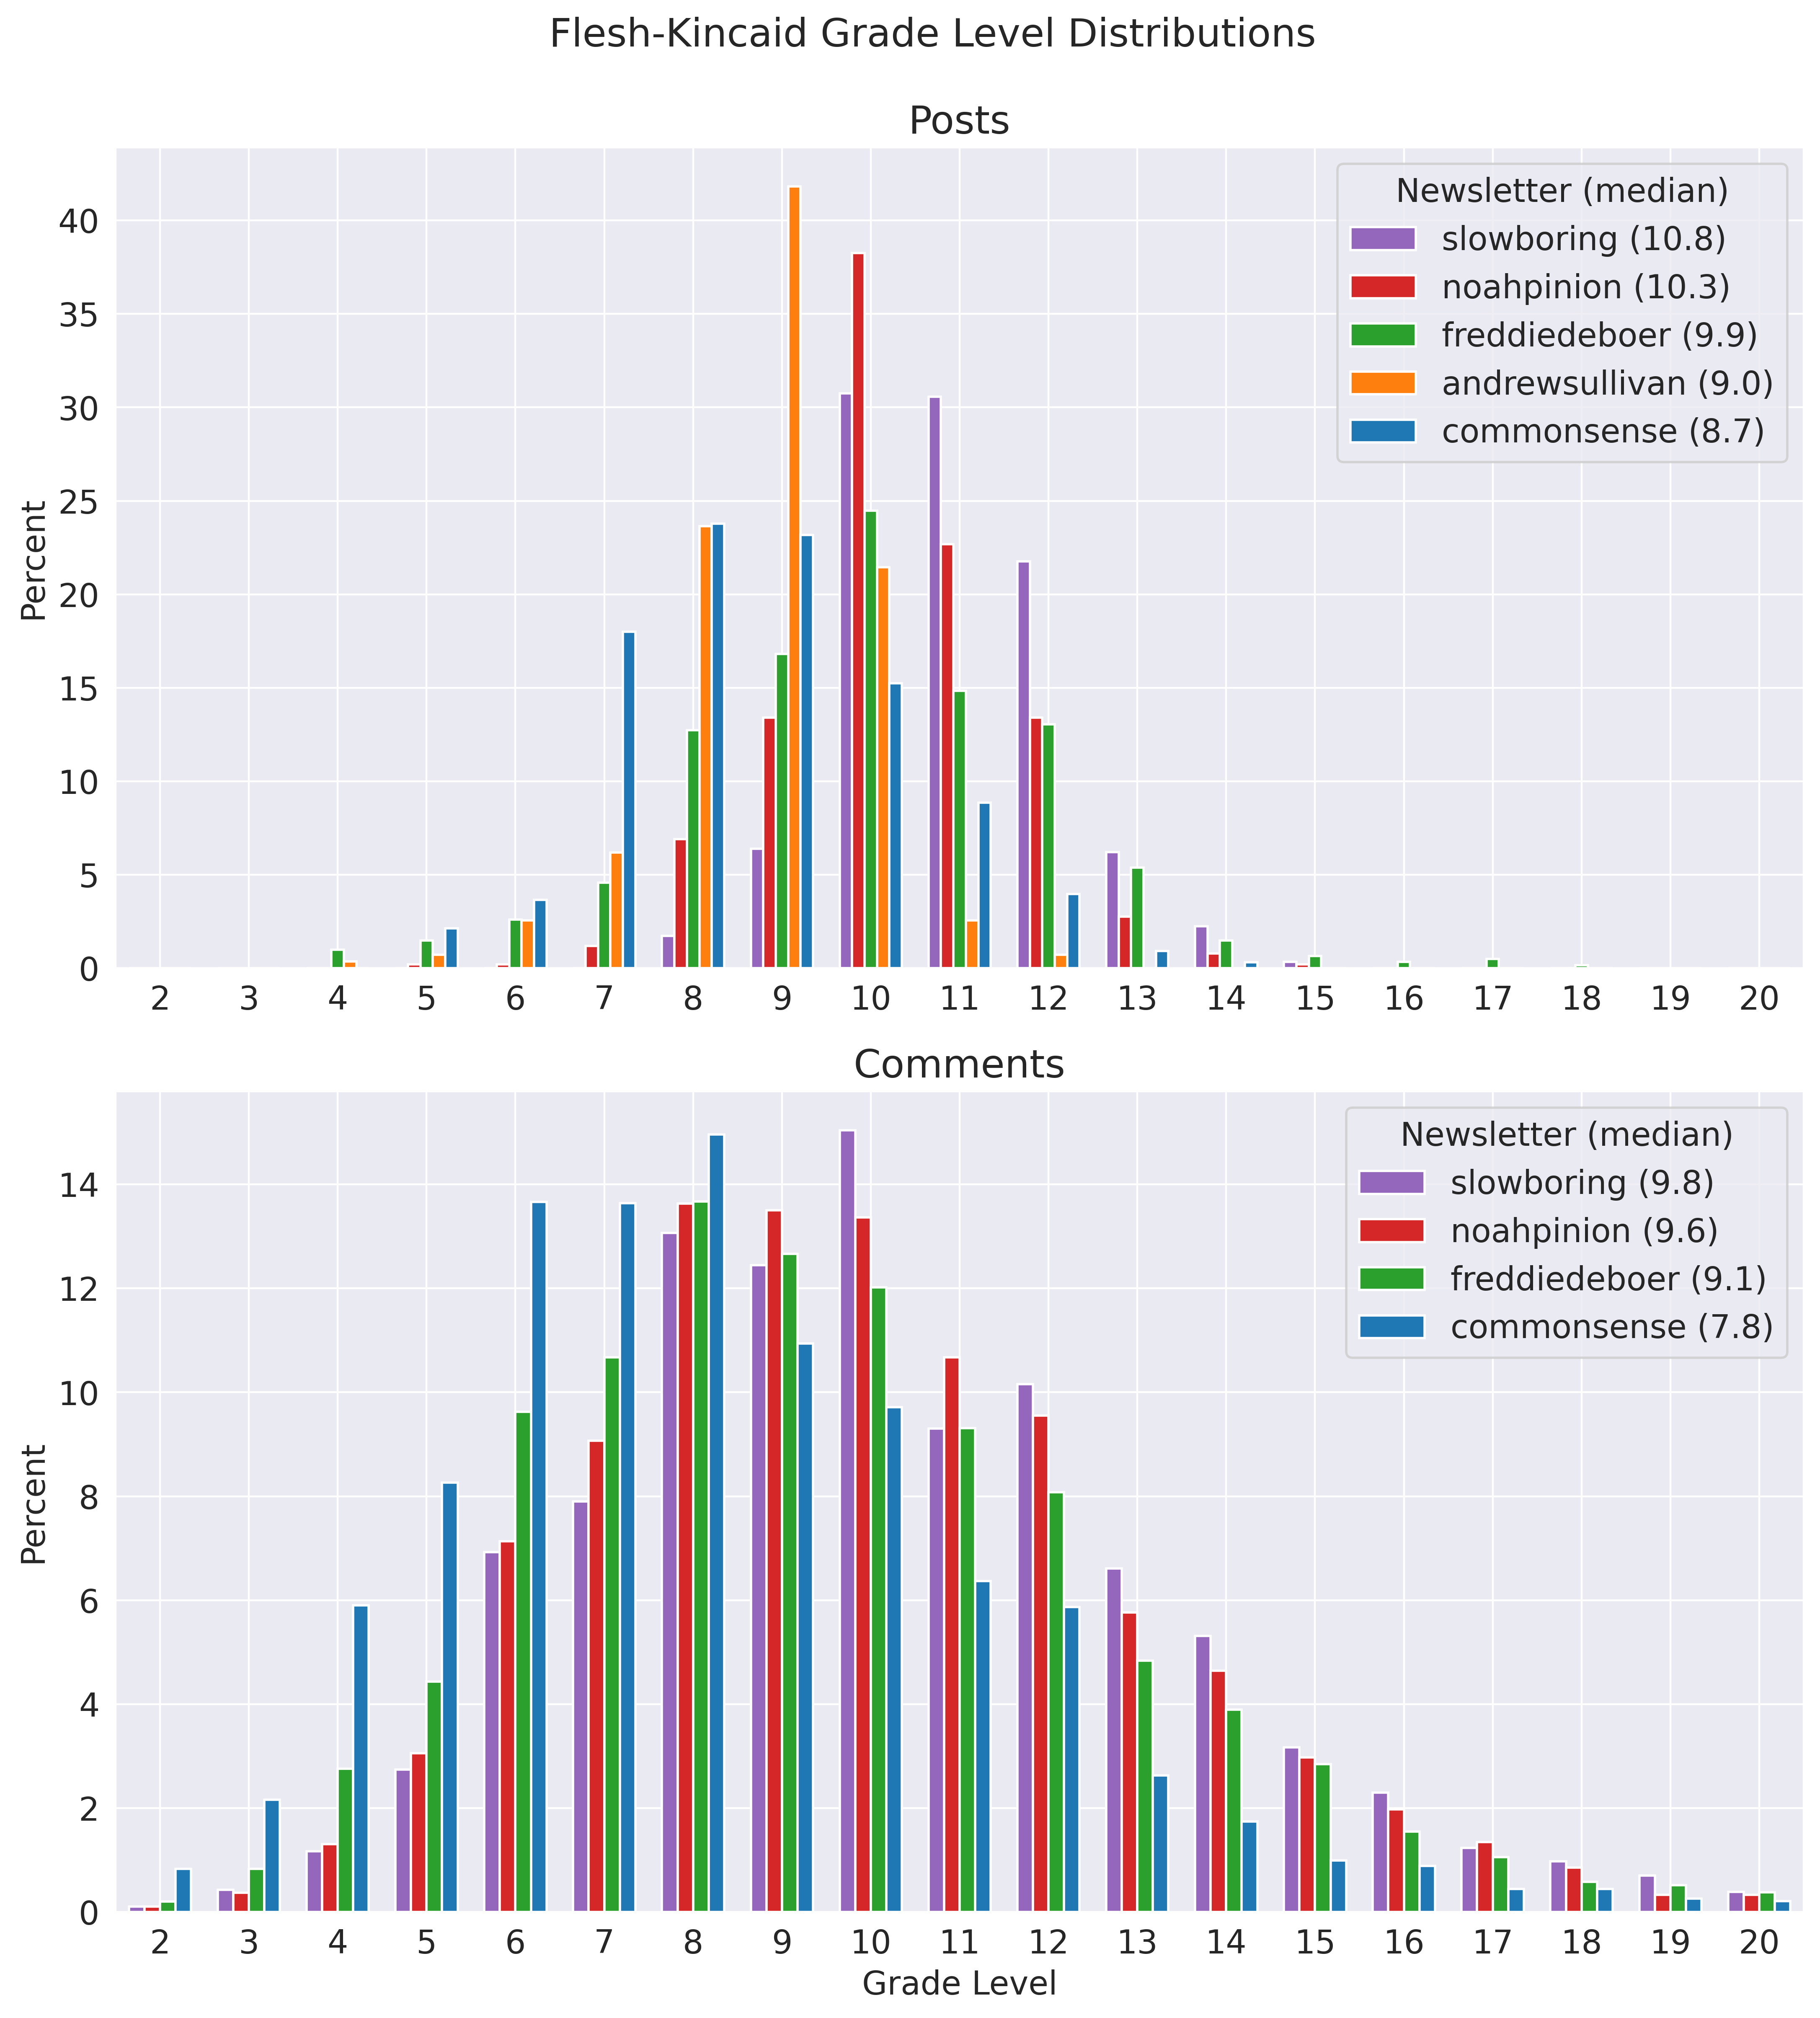 Flesh-Kincaid Grade Level Distributions
Posts
Newsletter (median)
slowboring (10.8)
noahpinion (10.3)
freddiedeboer (9.9)
andrewsullivan (9.0)
commonsense (8.7)
Percent
40
35
30
25
20
15
10
5
0
2 3 4 5 6 7 8 9 10 11 12 13 14 15 16 17 18 19 20
Comments
Newsletter (median)
slowboring (9.8)
noahpinion (9.6)
freddiedeboer (9.1)
commonsense (7.8)
Percent
14
12
10
8
6
4
2
0
2 3 4 5 6 7 8 9 10 11 12 13 14 15 16 17 18 19 20
Grade Level